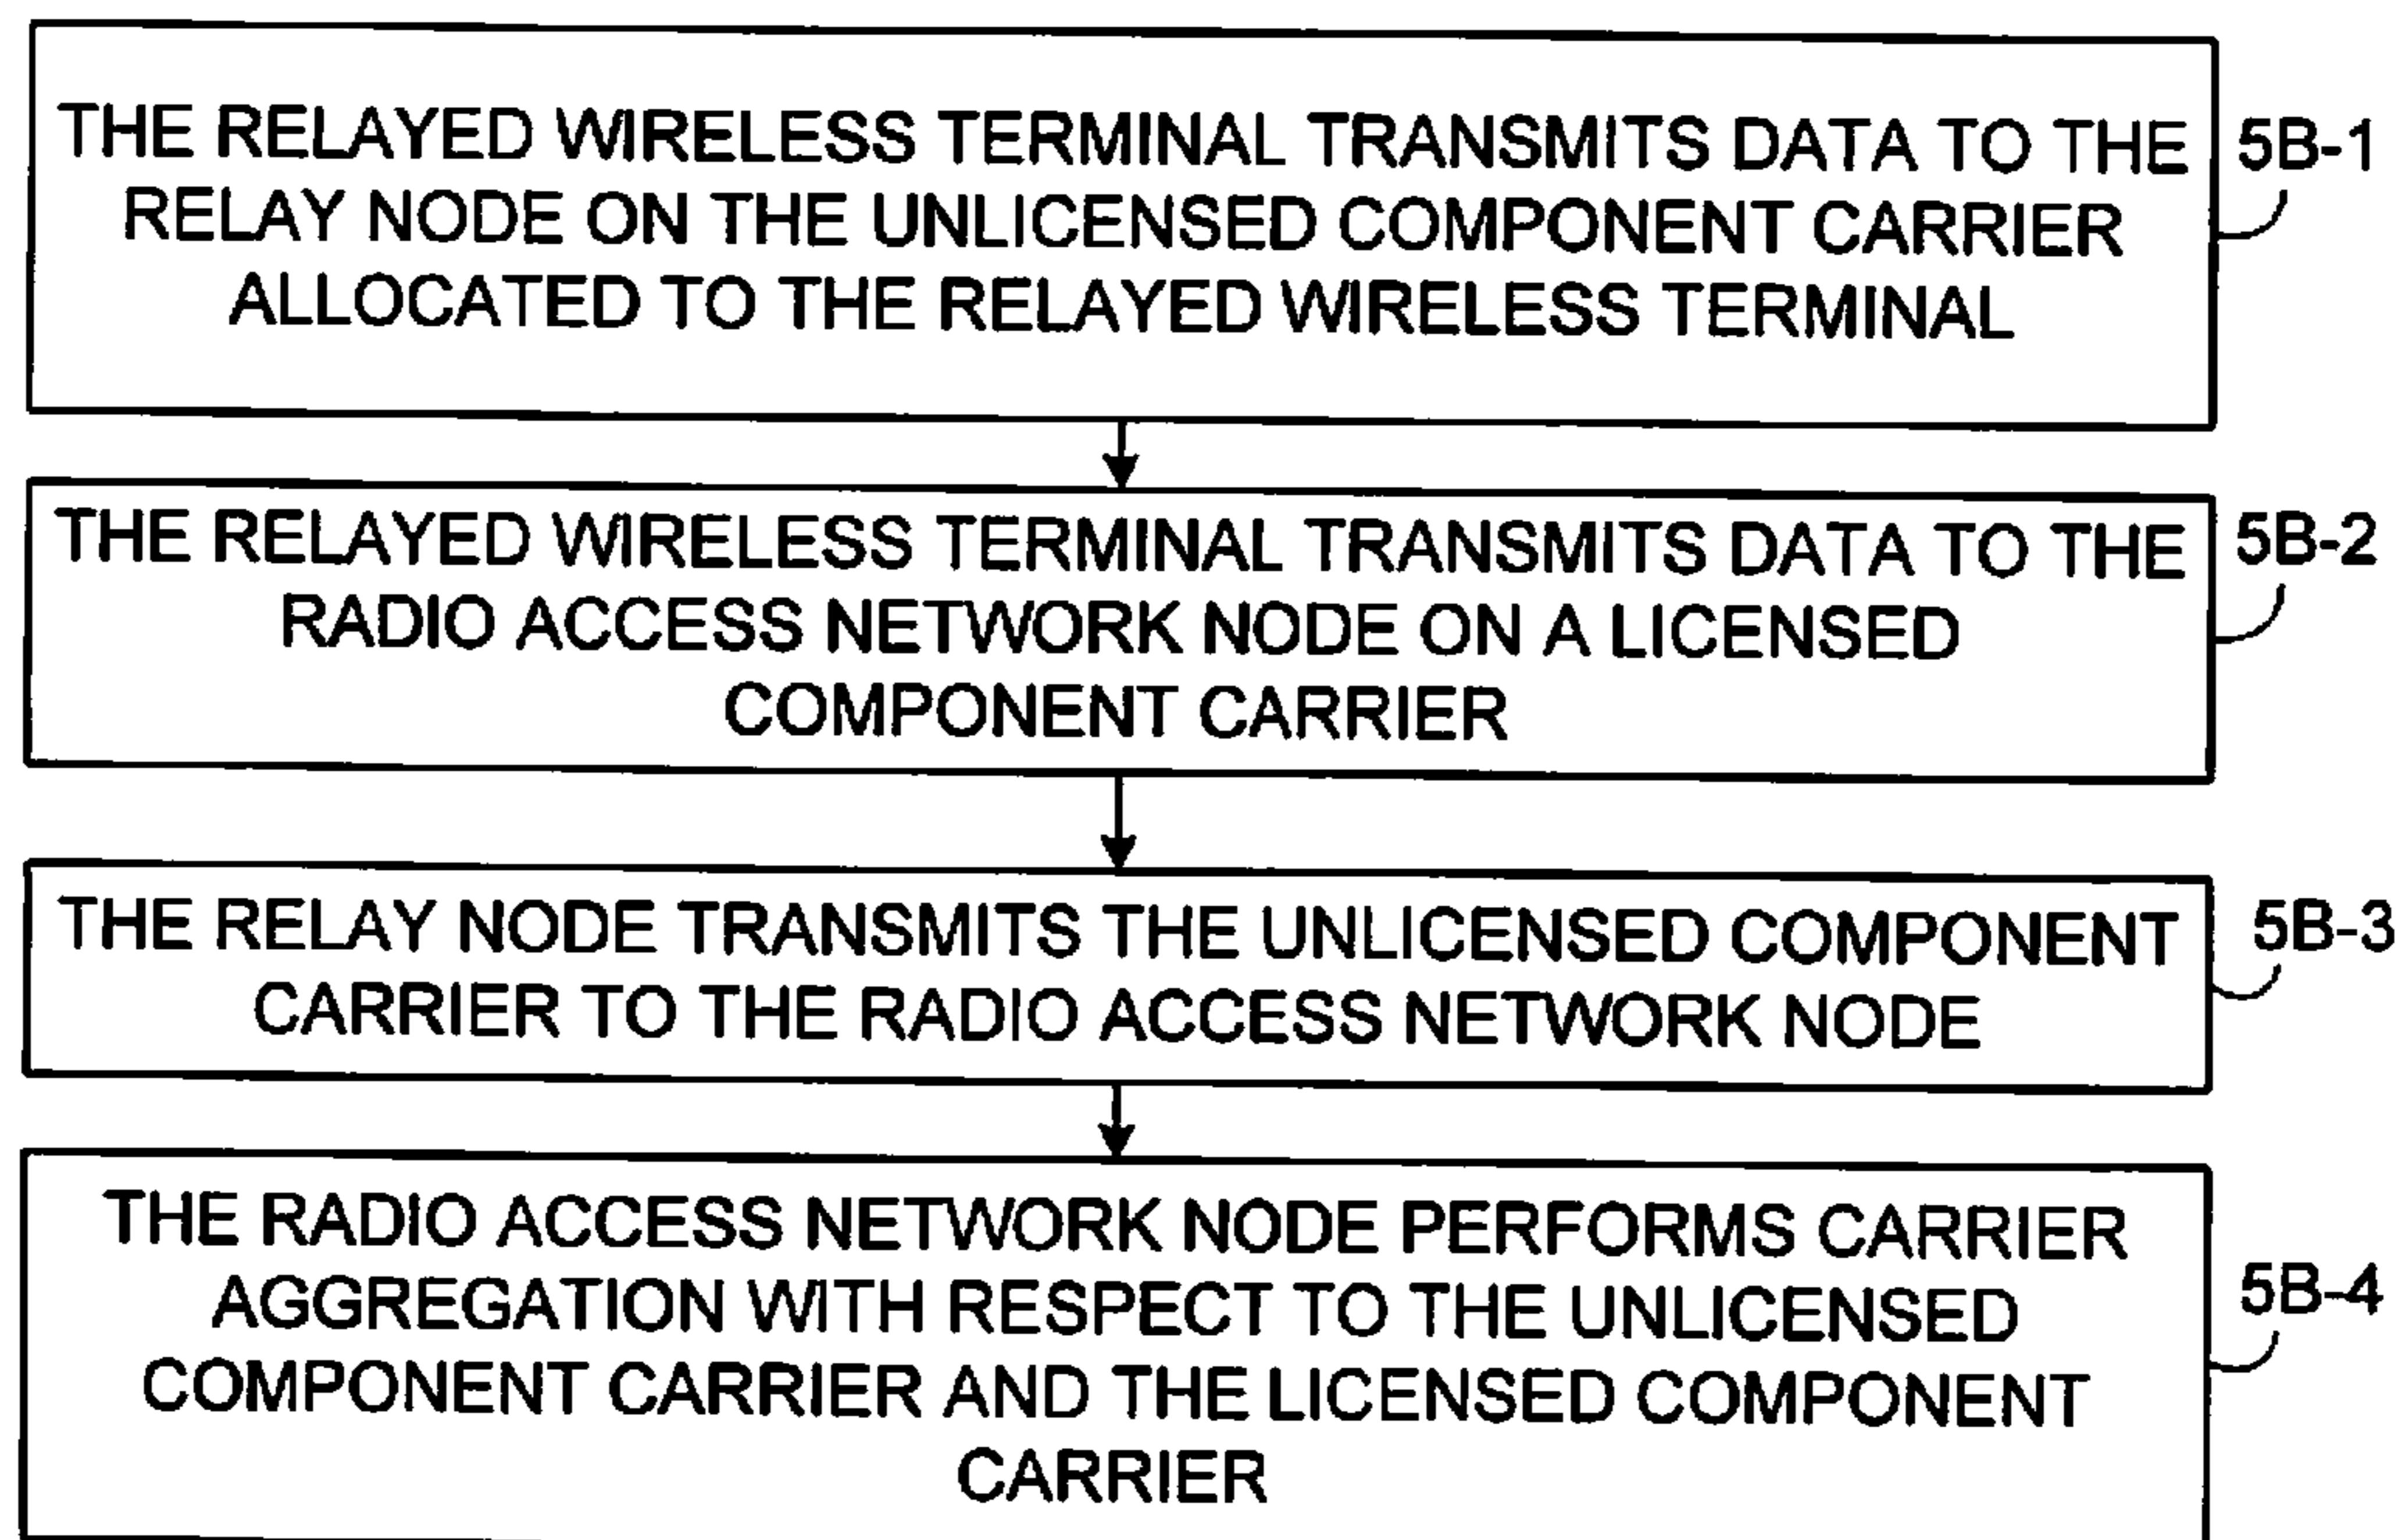 THE RELAYED WIRELESS TERMINAL TRANSMITS DATA TO THE
RELAY NODE ON THE UNLICENSED COMPONENT CARRIER
ALLOCATED TO THE RELAYED WIRELESS TERMINAL
5B-1
THE RELAYED WIRELESS TERMINAL TRANSMITS DATA TO THE
RADIO ACCESS NETWORK NODE ON A LICENSED
COMPONENT CARRIER
5B-2
THE RELAY NODE TRANSMITS THE UNLICENSED COMPONENT
CARRIER TO THE RADIO ACCESS NETWORK NODE
5B-3
THE RADIO ACCESS NETWORK NODE PERFORMS CARRIER
AGGREGATION WITH RESPECT TO THE UNLICENSED
COMPONENT CARRIER AND THE LICENSED COMPONENT
CARRIER
5B-4